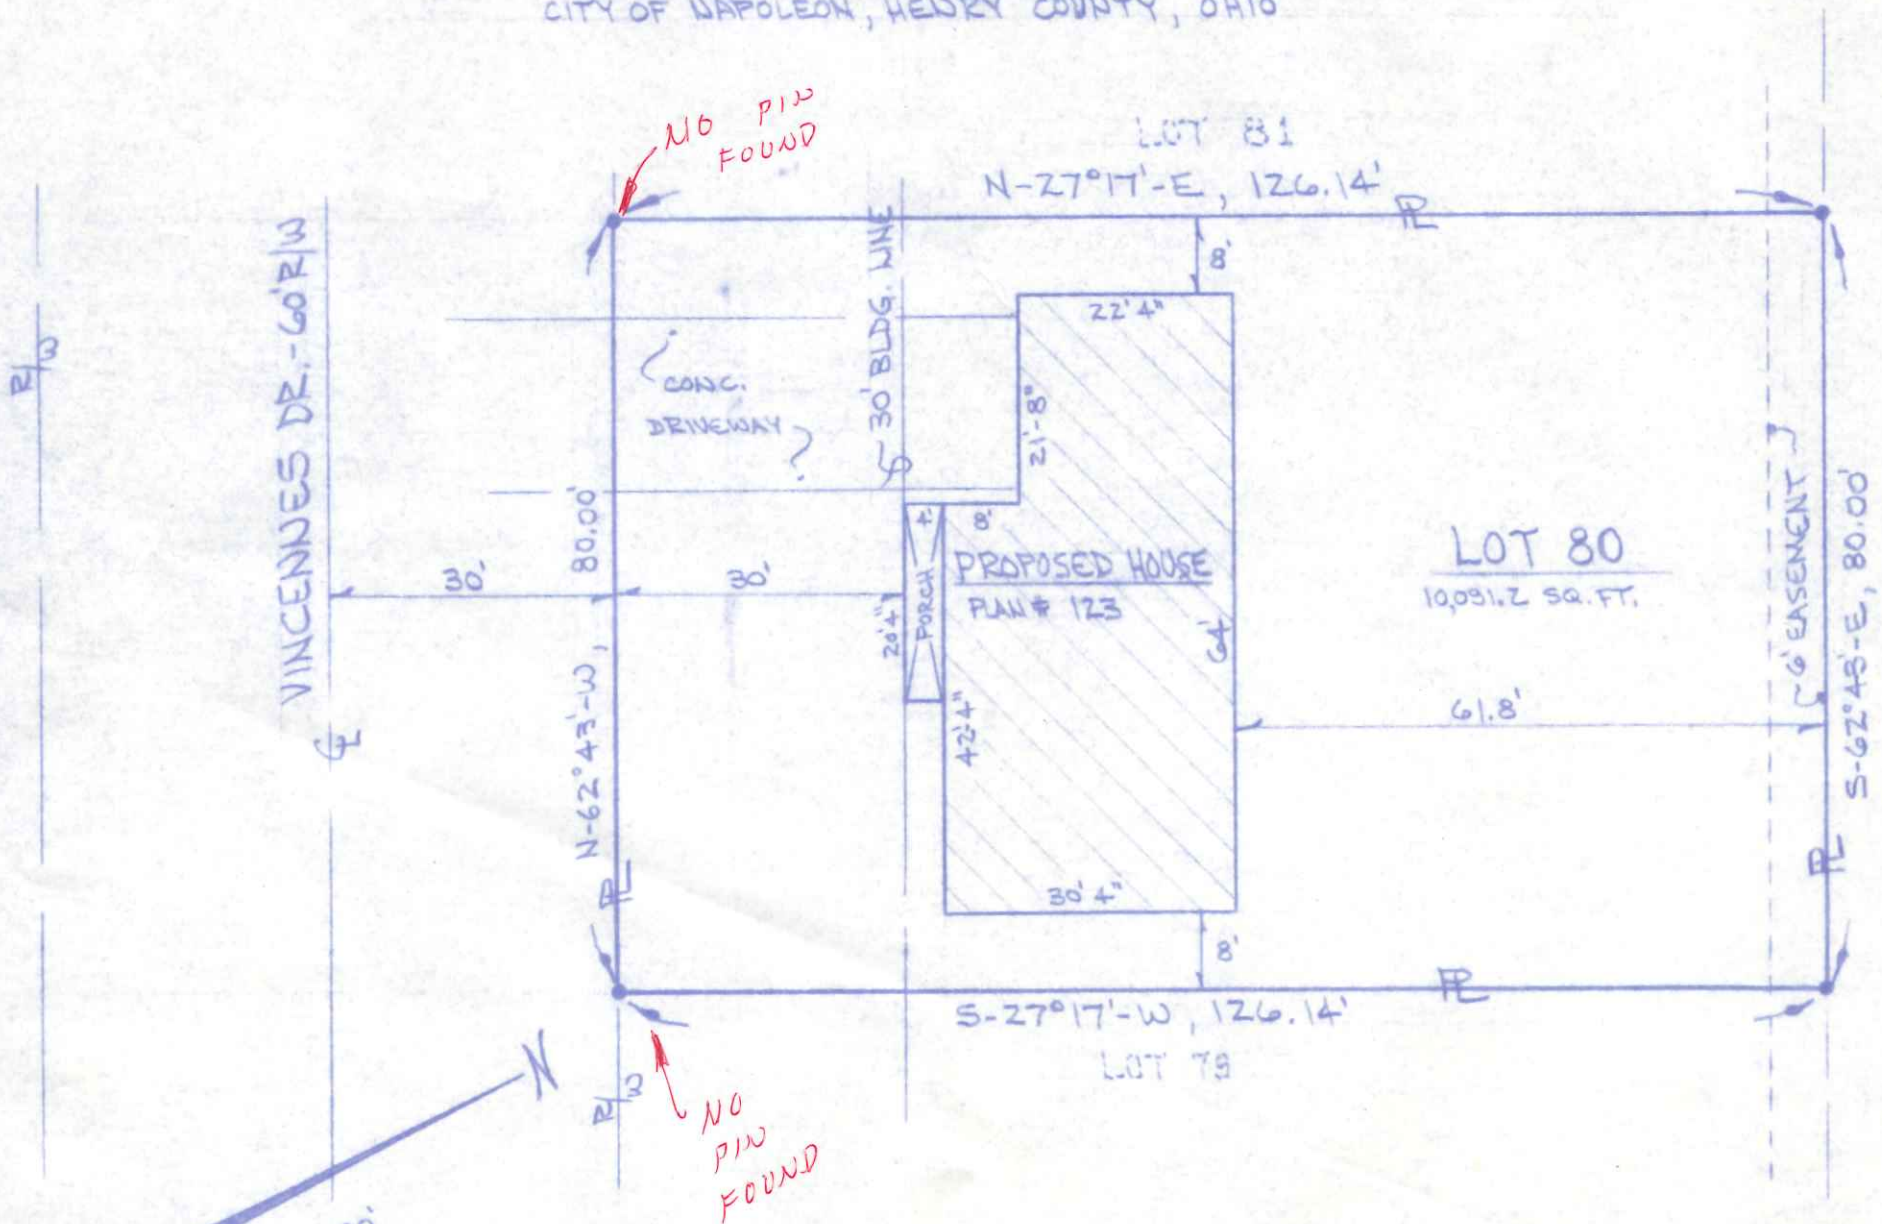 CITY OF NAPOLEON, HENRY COUNTY, OHIO
NO PIN
FOUND
LOT 81
N-27°17'-E, 126.14'
PL
R/W
VINCENNES DR.-60'R/W
30' BLDG. LINE
8'
22'4"
CONC.
DRIVEWAY
21'-8"
N-62°43'-W, 80.00'
30'
30'
4'
8'
PORCH
20'4"
PROPOSED HOUSE
PLAN # 123
64'
42'4"
30'4"
LOT 80
10,091.2 SQ. FT.
6' EASEMENT
S-62°43'-E, 80.00'
61.8'
CL
PL
PL
8'
PL
S-27°17'-W, 126.14'
LOT 79
N
R/W
NO
PIN
FOUND